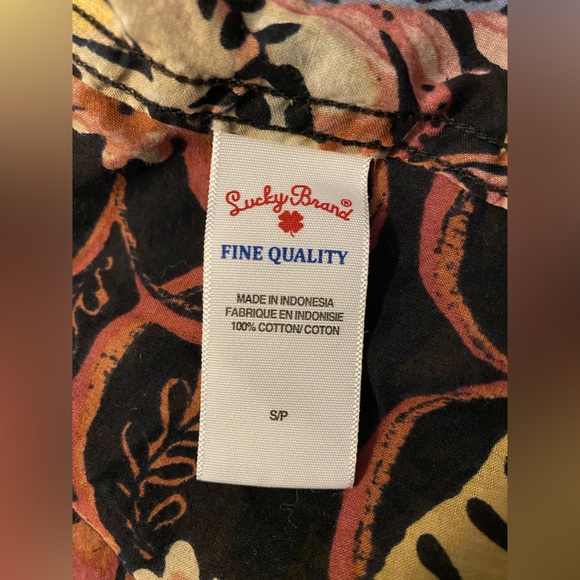 Lucky Brand®
FINE QUALITY
MADE IN INDONESIA
FABRIQUE EN INDONISIE
100% COTTON/ COTON
S/P